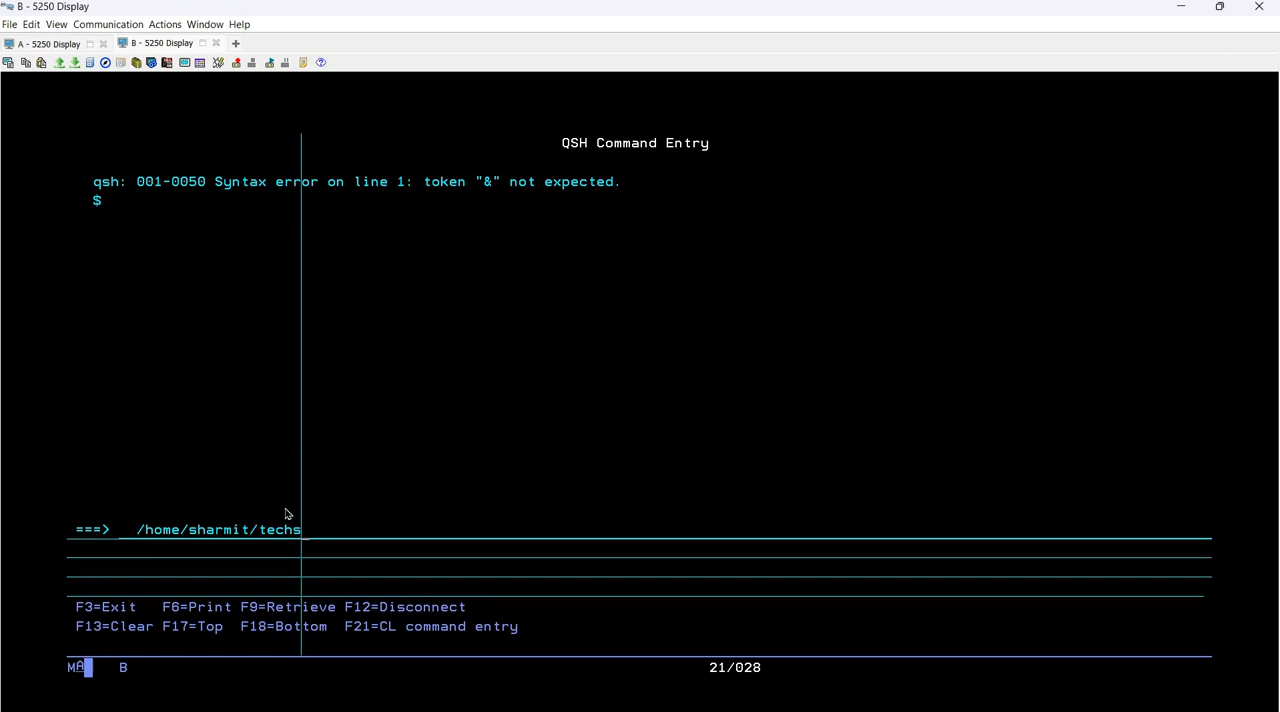 B - 5250 Display
File Edit View Communication Actions Window Help
A - 5250 Display B - 5250 Display
QSH Command Entry
qsh: 001-0050 Syntax error on line 1: token "&" not expected.
$
===> /home/sharmit/techs
F3=Exit F6=Print F9=Retrieve F12=Disconnect
F13=Clear F17=Top F18=Bottom F21=CL command entry
MA B 21/028